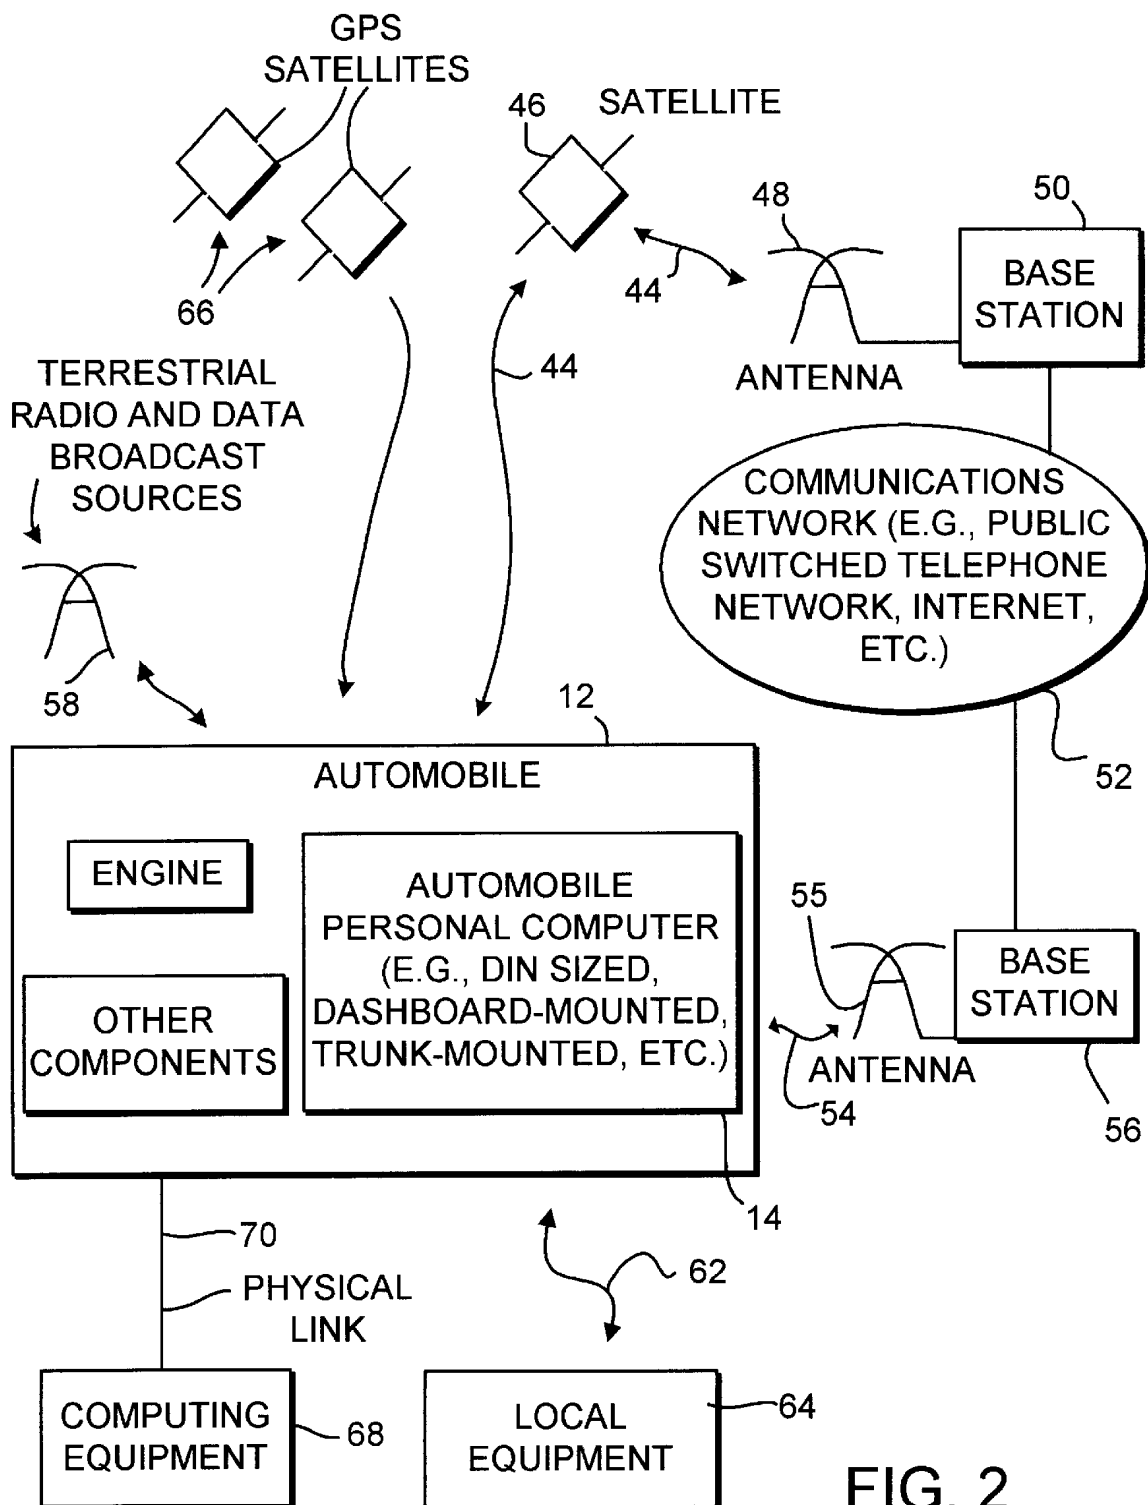 GPS
SATELLITES
46
SATELLITE
48
50
BASE
STATION
44
66
44
ANTENNA
TERRESTRIAL
RADIO AND DATA
BROADCAST
SOURCES
COMMUNICATIONS
NETWORK (E.G., PUBLIC
SWITCHED TELEPHONE
NETWORK, INTERNET,
ETC.)
58
12
52
AUTOMOBILE
ENGINE
AUTOMOBILE
PERSONAL COMPUTER
(E.G., DIN SIZED,
DASHBOARD-MOUNTED,
TRUNK-MOUNTED, ETC.)
OTHER
COMPONENTS
55
BASE
STATION
ANTENNA
54
56
14
70
62
PHYSICAL
LINK
COMPUTING
EQUIPMENT
68
LOCAL
EQUIPMENT
64
FIG. 2